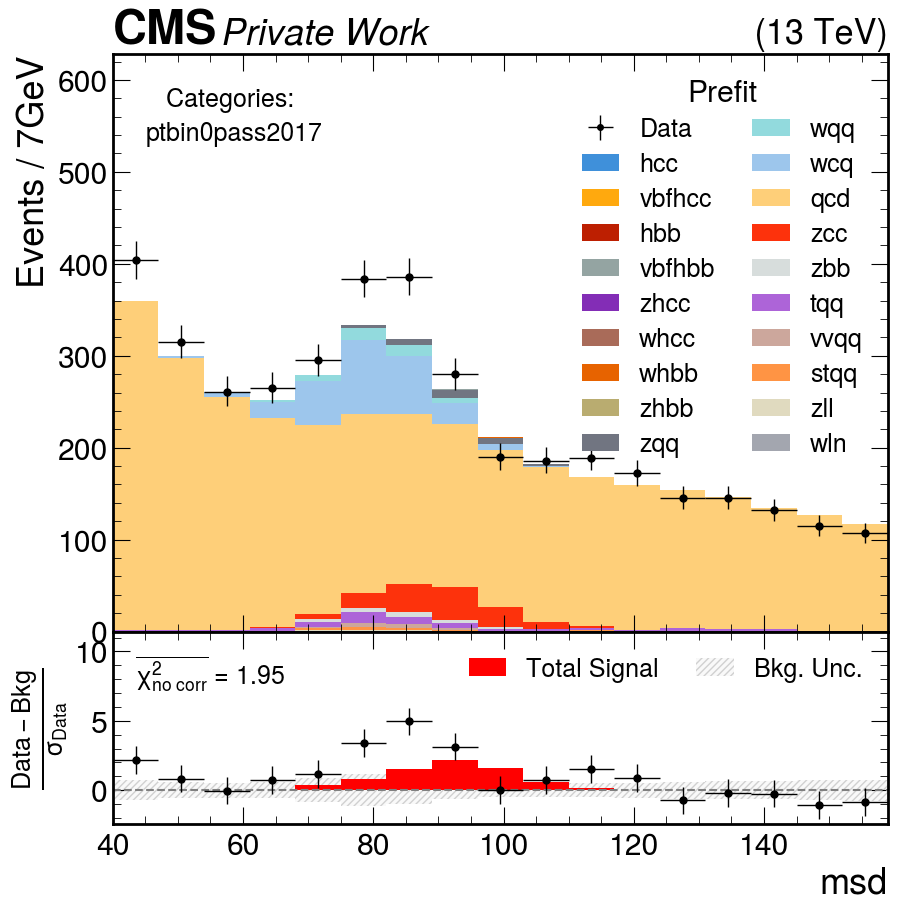 CMS Private Work (13 TeV)
Events / 7GeV
Categories:
ptbin0pass2017
Prefit
Data wqq
hcc wcq
vbfhcc qcd
hbb zcc
vbfhbb zbb
zhcc tqq
whcc vvqq
whbb stqq
zhbb zll
zqq wln
600
500
400
300
200
100
0
Data − Bkg
σData
χ²no corr = 1.95
Total Signal Bkg. Unc.
10
5
0
40 60 80 100 120 140
msd